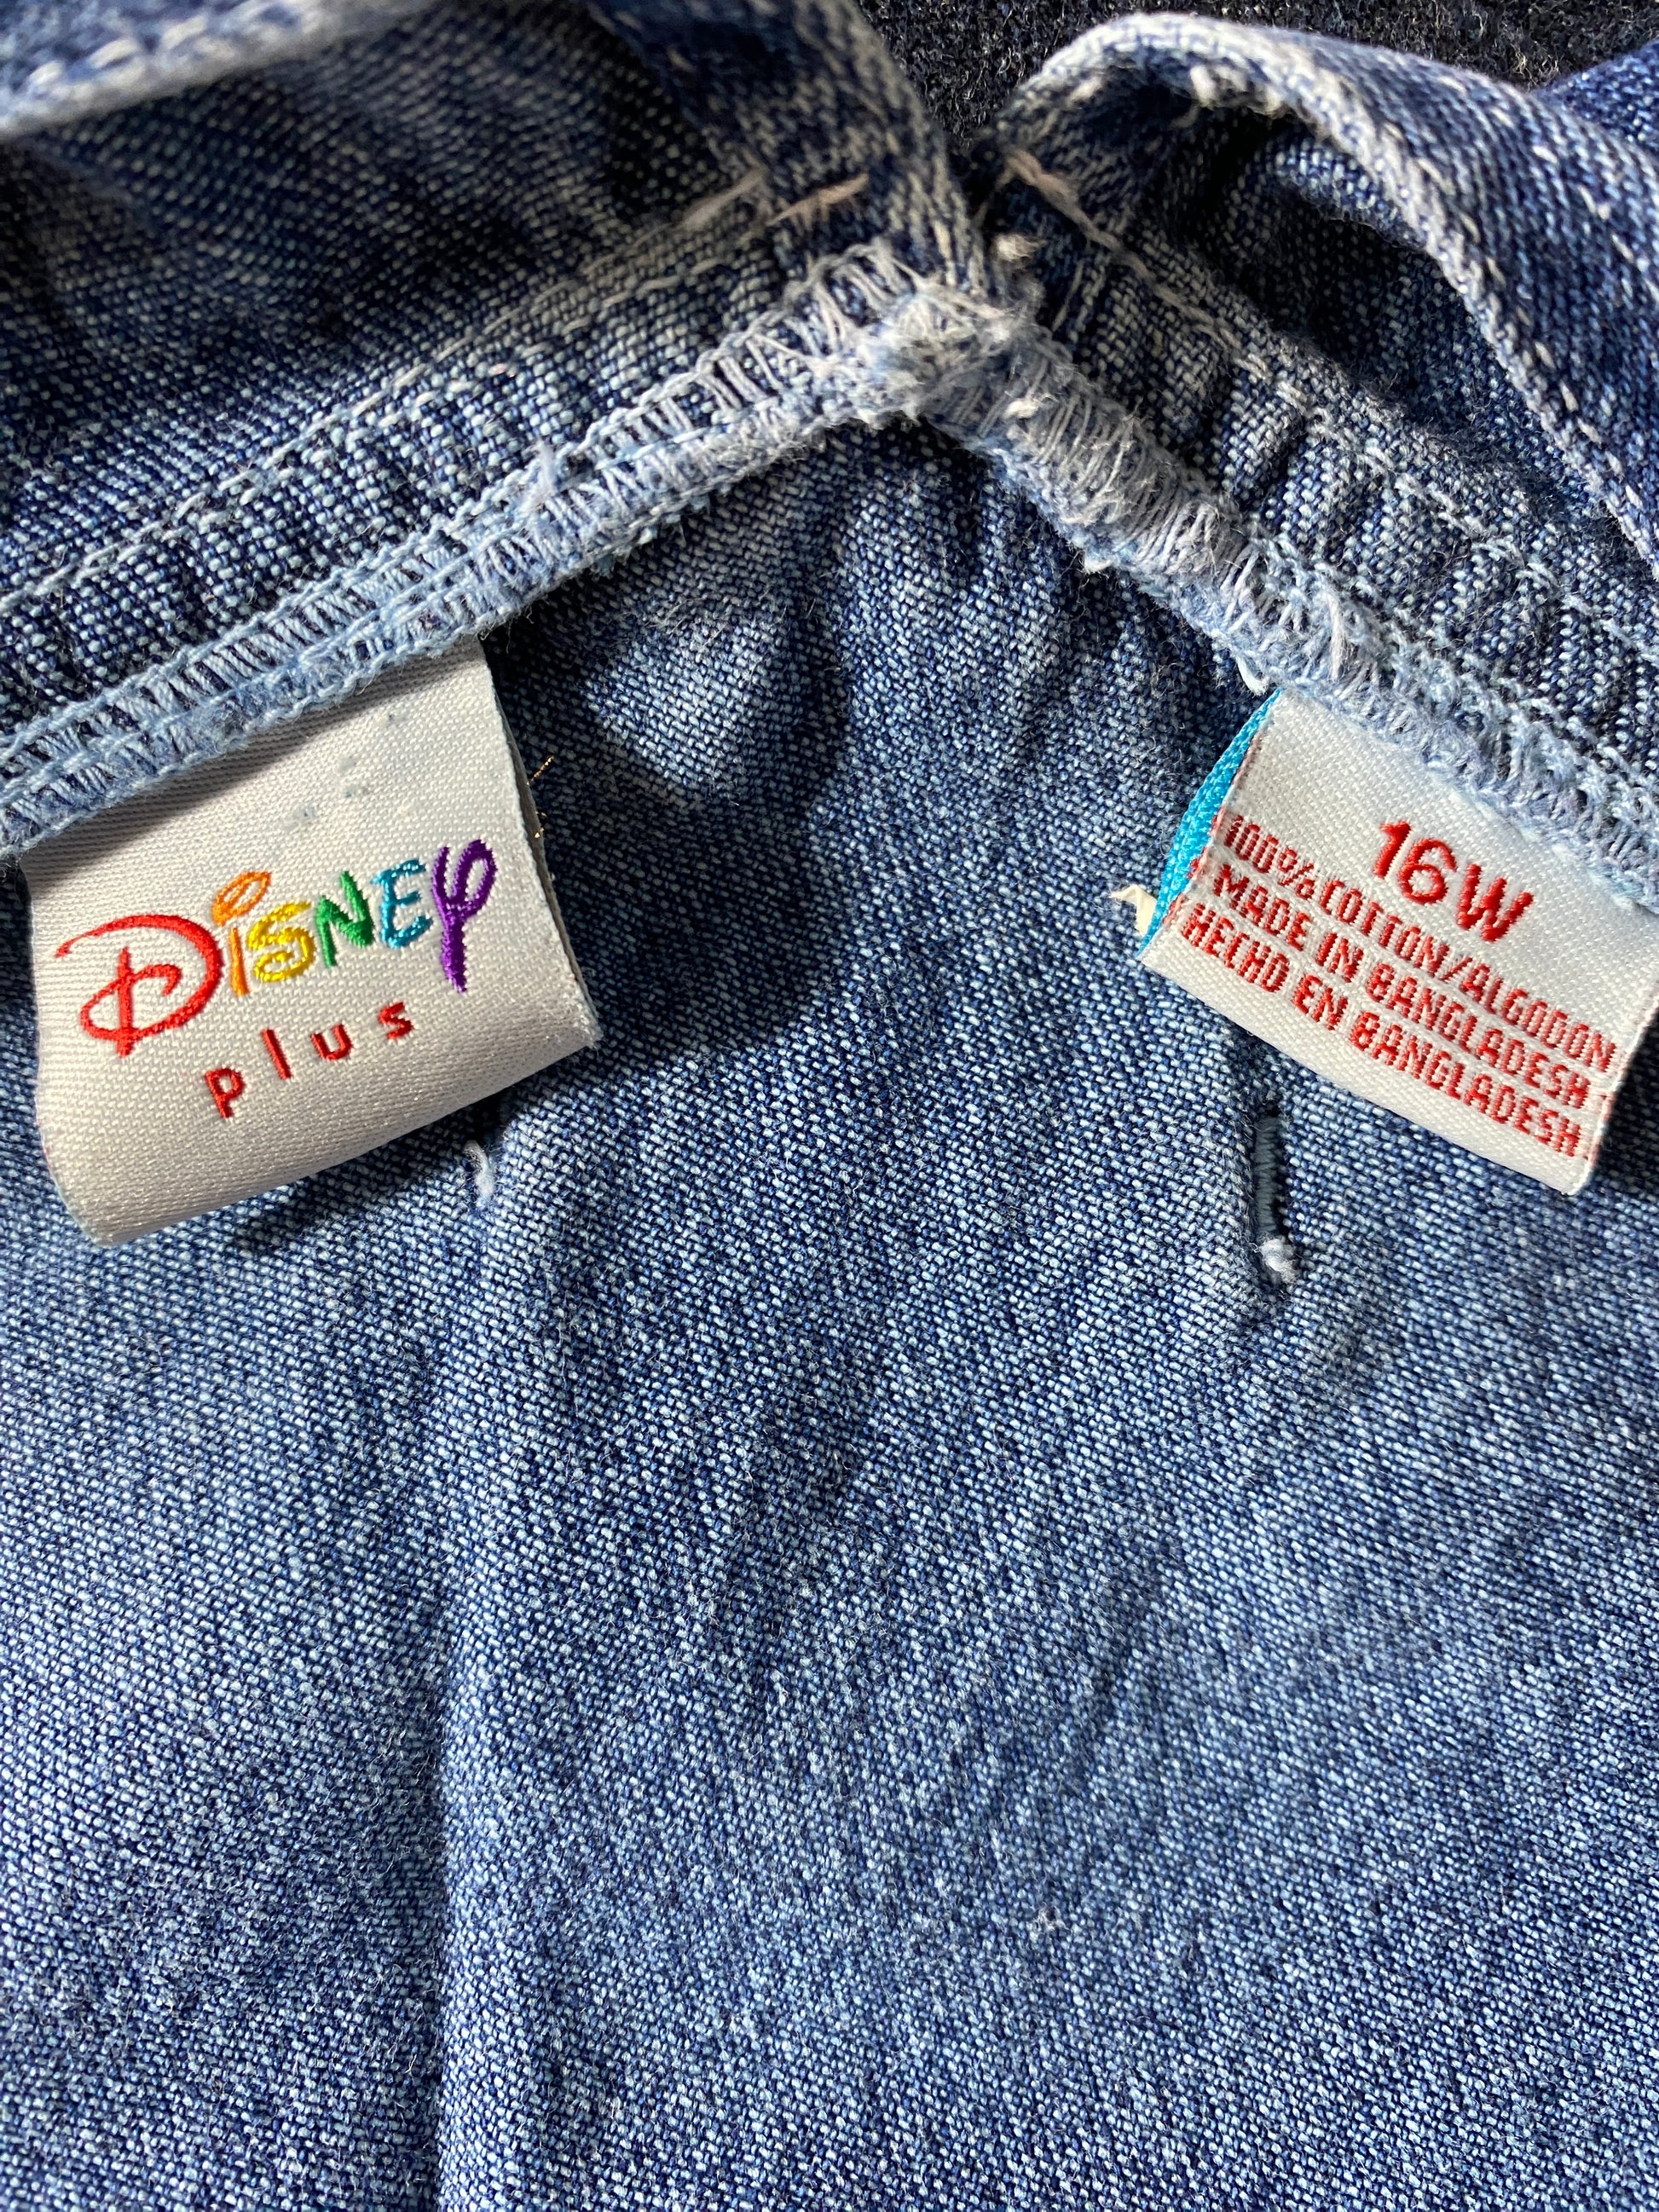 Disney
plus
16W
100% COTTON/ALGODON
MADE IN BANGLADESH
HECHO EN BANGLADESH